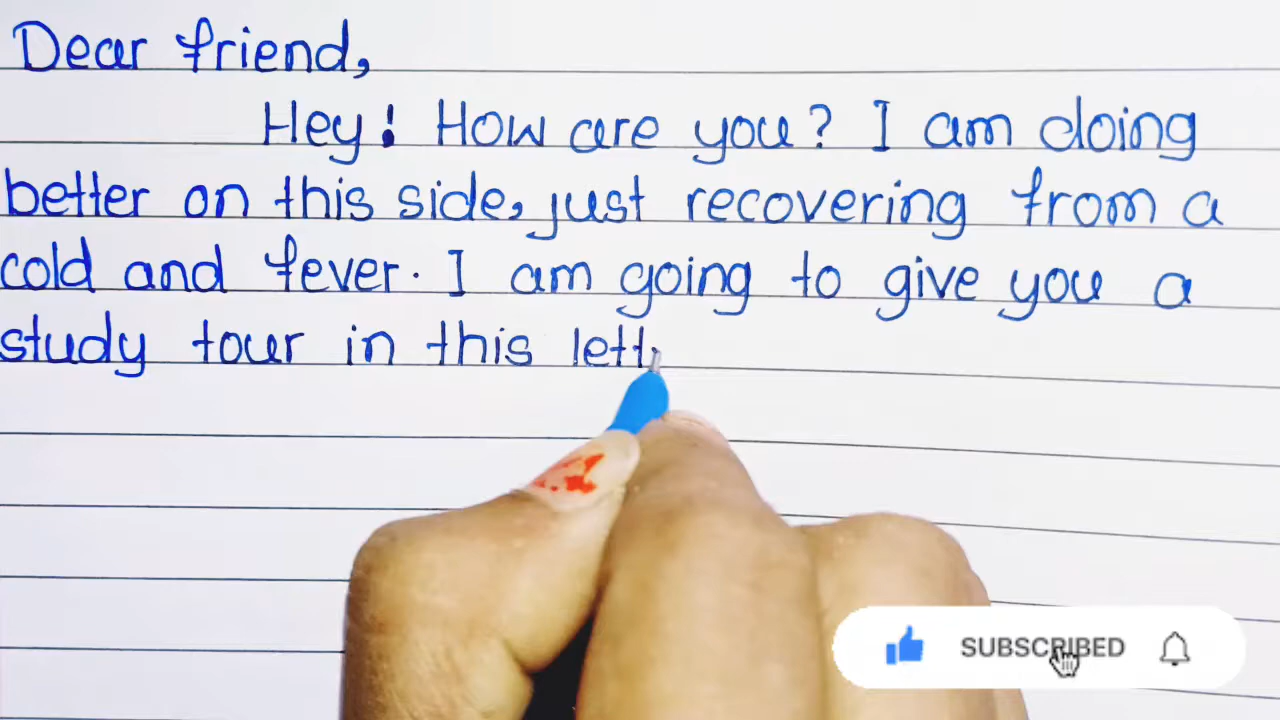 Dear friend,
Hey! How are you? I am doing
better on this side, just recovering from a
cold and fever. I am going to give you a
study tour in this lett
SUBSCRIBED